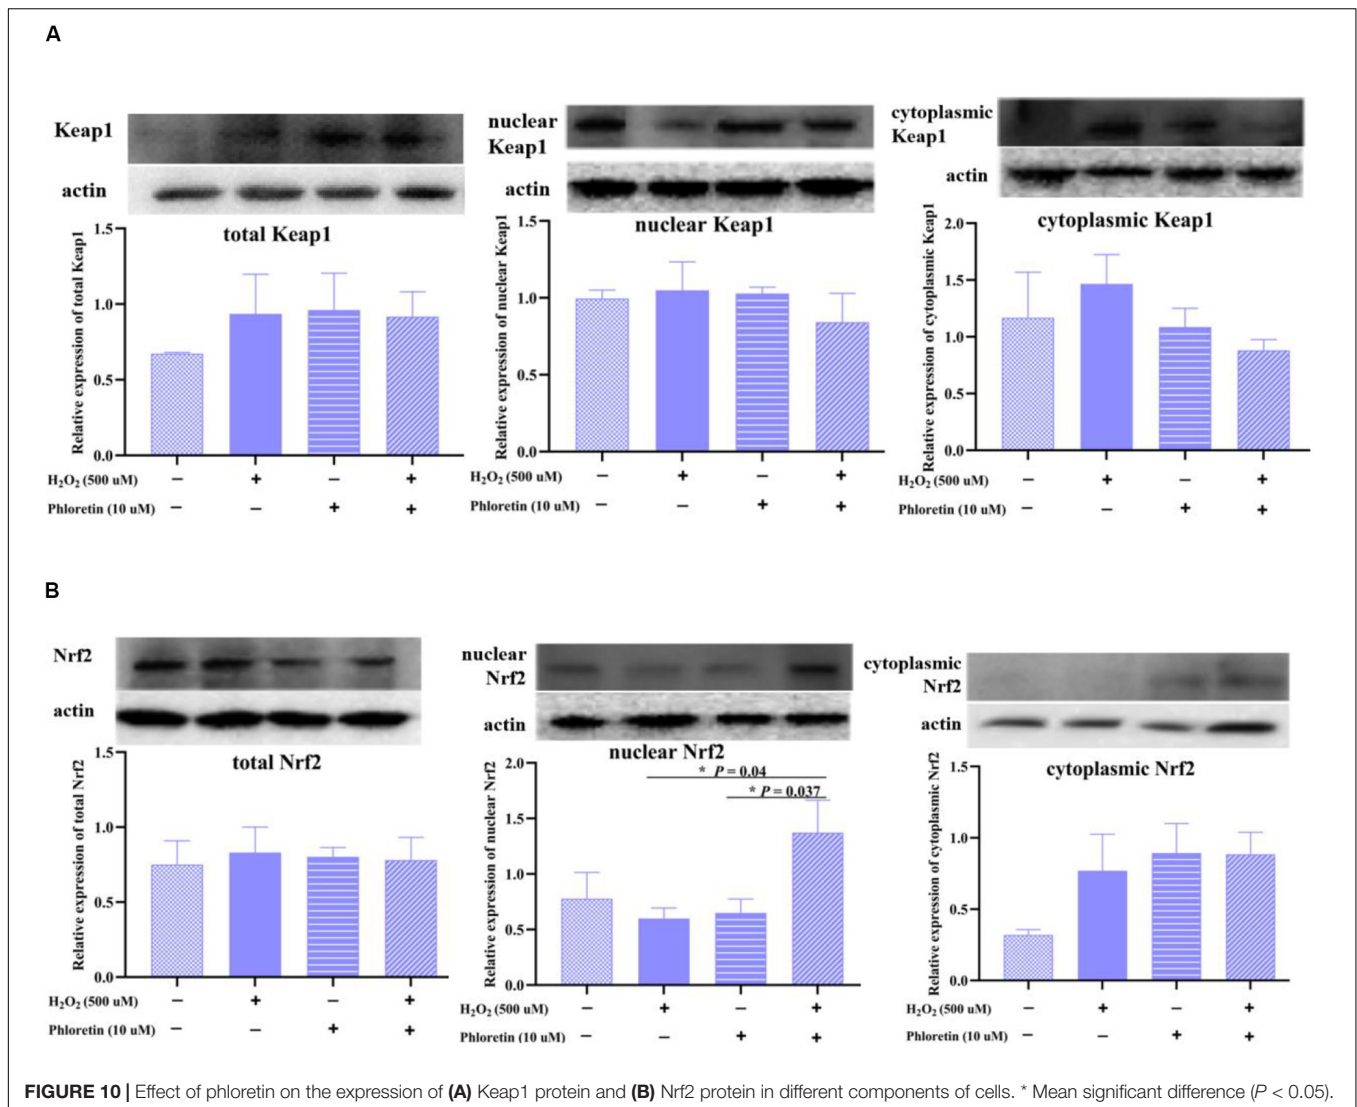 A
Keap1
actin
total Keap1
Relative expression of total Keap1
1.5
1.0
0.5
0.0
H₂O₂ (500 uM) − + − +
Phloretin (10 uM) − − + +
nuclear
Keap1
actin
nuclear Keap1
Relative expression of nuclear Keap1
1.5
1.0
0.5
0.0
H₂O₂ (500 uM) − + − +
Phloretin (10 uM) − − + +
cytoplasmic
Keap1
actin
cytoplasmic Keap1
Relative expression of cytoplasmic Keap1
2.0
1.5
1.0
0.5
0.0
H₂O₂ (500 uM) − + − +
Phloretin (10 uM) − − + +
B
Nrf2
actin
total Nrf2
Relative expression of total Nrf2
1.5
1.0
0.5
0.0
H₂O₂ (500 uM) − + − +
Phloretin (10 uM) − − + +
nuclear
Nrf2
actin
nuclear Nrf2
Relative expression of nuclear Nrf2
2.0
1.5
1.0
0.5
0.0
* P = 0.04
* P = 0.037
H₂O₂ (500 uM) − + − +
Phloretin (10 uM) − − + +
cytoplasmic
Nrf2
actin
cytoplasmic Nrf2
Relative expression of cytoplasmic Nrf2
1.5
1.0
0.5
0.0
H₂O₂ (500 uM) − + − +
Phloretin (10 uM) − − + +
FIGURE 10 | Effect of phloretin on the expression of (A) Keap1 protein and (B) Nrf2 protein in different components of cells. * Mean significant difference (P < 0.05).